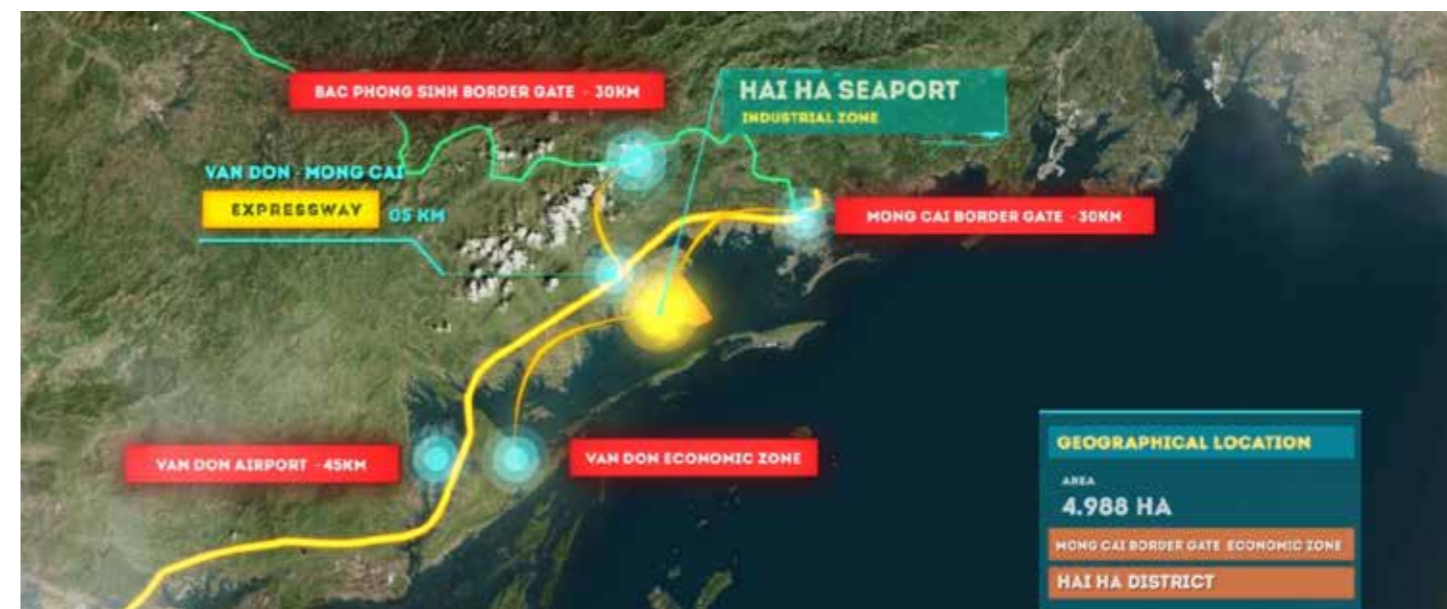 BAC PHONG SINH BORDER GATE - 30KM
HAI HA SEAPORT
INDUSTRIAL ZONE
VAN DON - MONG CAI
EXPRESSWAY 05 KM
MONG CAI BORDER GATE - 30KM
VAN DON AIRPORT - 45KM
VAN DON ECONOMIC ZONE
GEOGRAPHICAL LOCATION
AREA
4.988 HA
MONG CAI BORDER GATE ECONOMIC ZONE
HAI HA DISTRICT